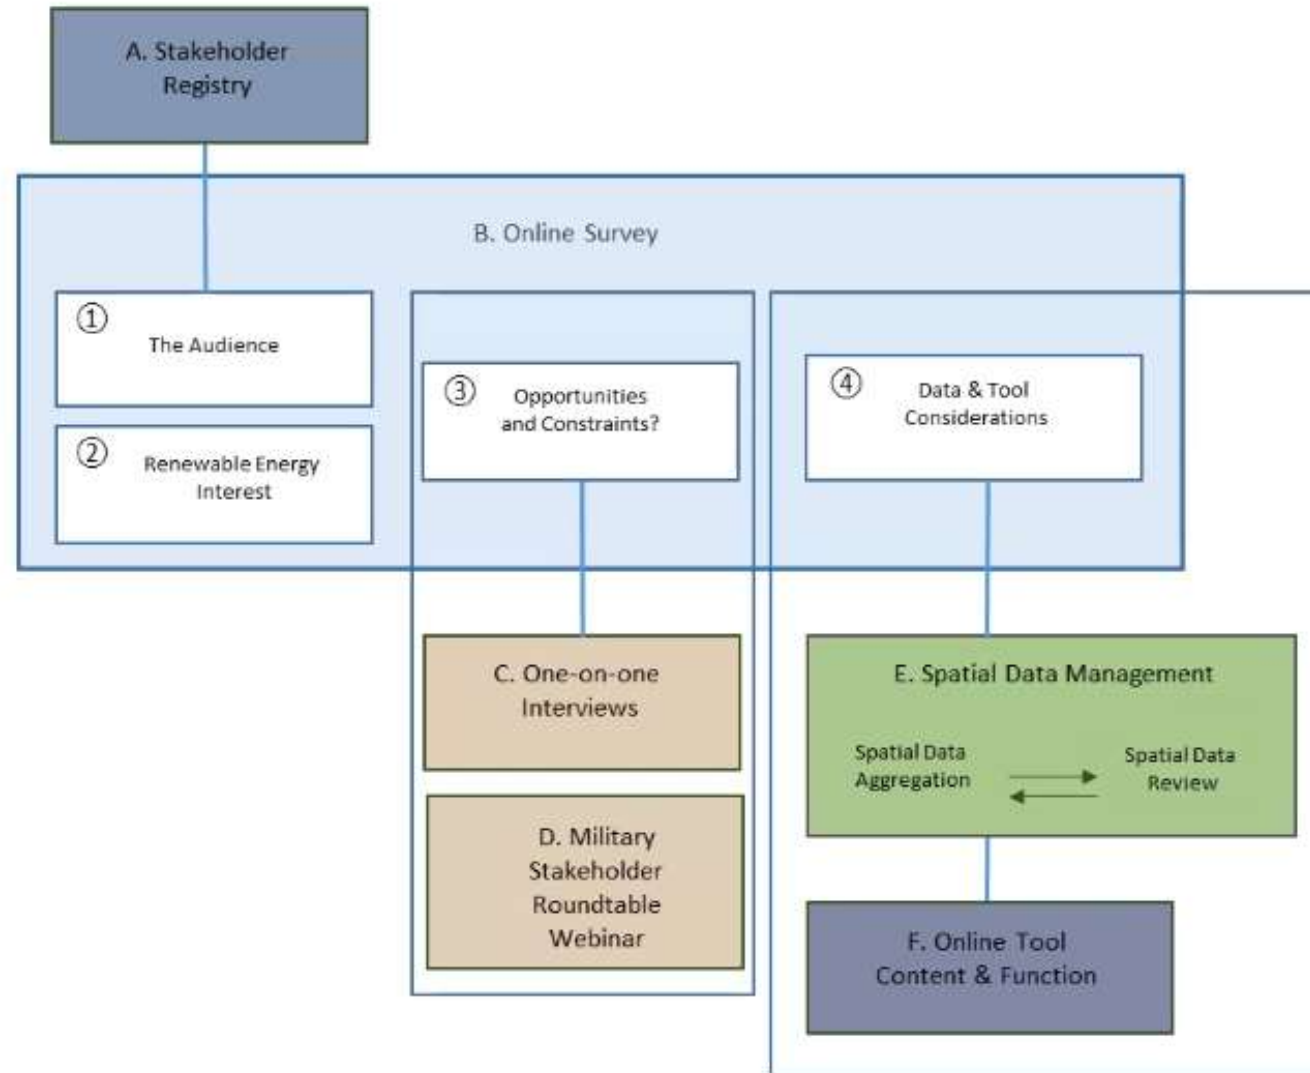 A. Stakeholder
Registry
B. Online Survey
①
The Audience
②
Renewable Energy
Interest
③
Opportunities
and Constraints?
④
Data & Tool
Considerations
C. One-on-one
Interviews
D. Military
Stakeholder
Roundtable
Webinar
E. Spatial Data Management
Spatial Data
Aggregation
Spatial Data
Review
F. Online Tool
Content & Function